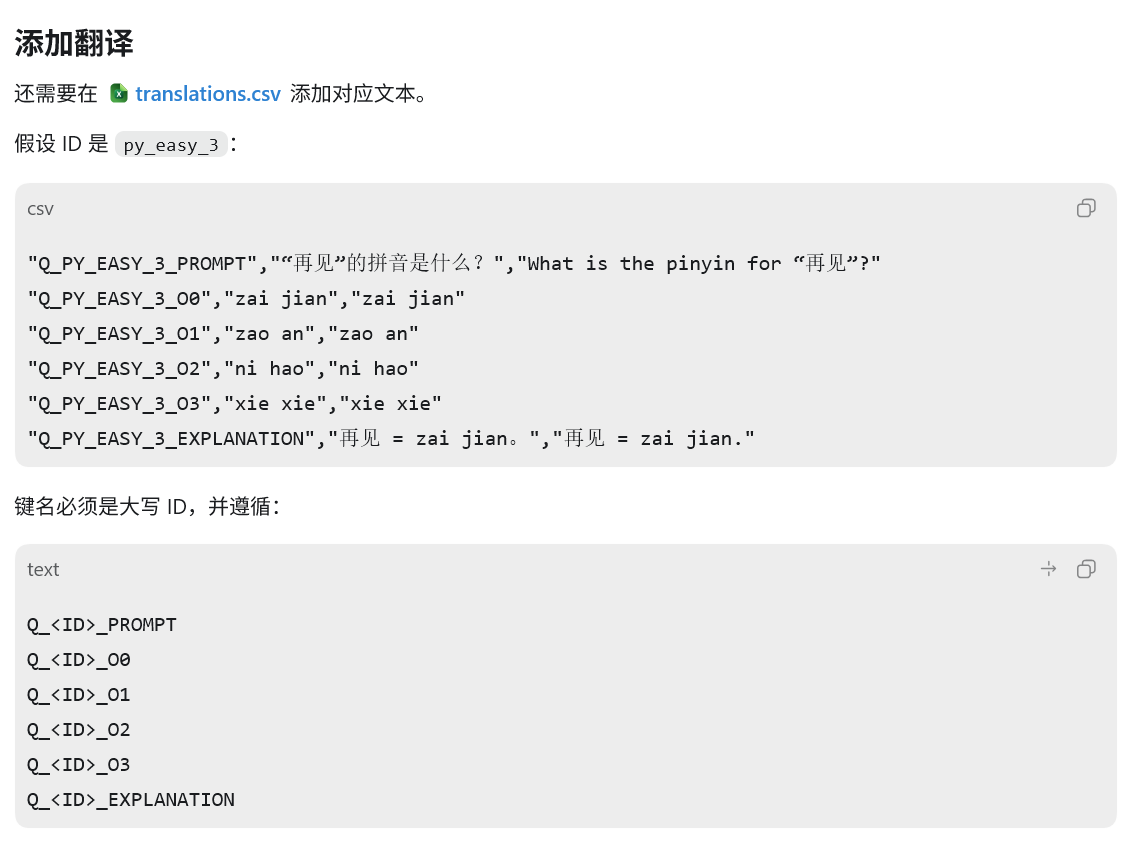 添加翻译
还需要在 translations.csv 添加对应文本。
假设 ID 是 py_easy_3：
csv
"Q_PY_EASY_3_PROMPT","“再见”的拼音是什么？","What is the pinyin for “再见”?"
"Q_PY_EASY_3_O0","zai jian","zai jian"
"Q_PY_EASY_3_O1","zao an","zao an"
"Q_PY_EASY_3_O2","ni hao","ni hao"
"Q_PY_EASY_3_O3","xie xie","xie xie"
"Q_PY_EASY_3_EXPLANATION","再见 = zai jian。","再见 = zai jian."
键名必须是大写 ID，并遵循：
text
Q_<ID>_PROMPT
Q_<ID>_O0
Q_<ID>_O1
Q_<ID>_O2
Q_<ID>_O3
Q_<ID>_EXPLANATION